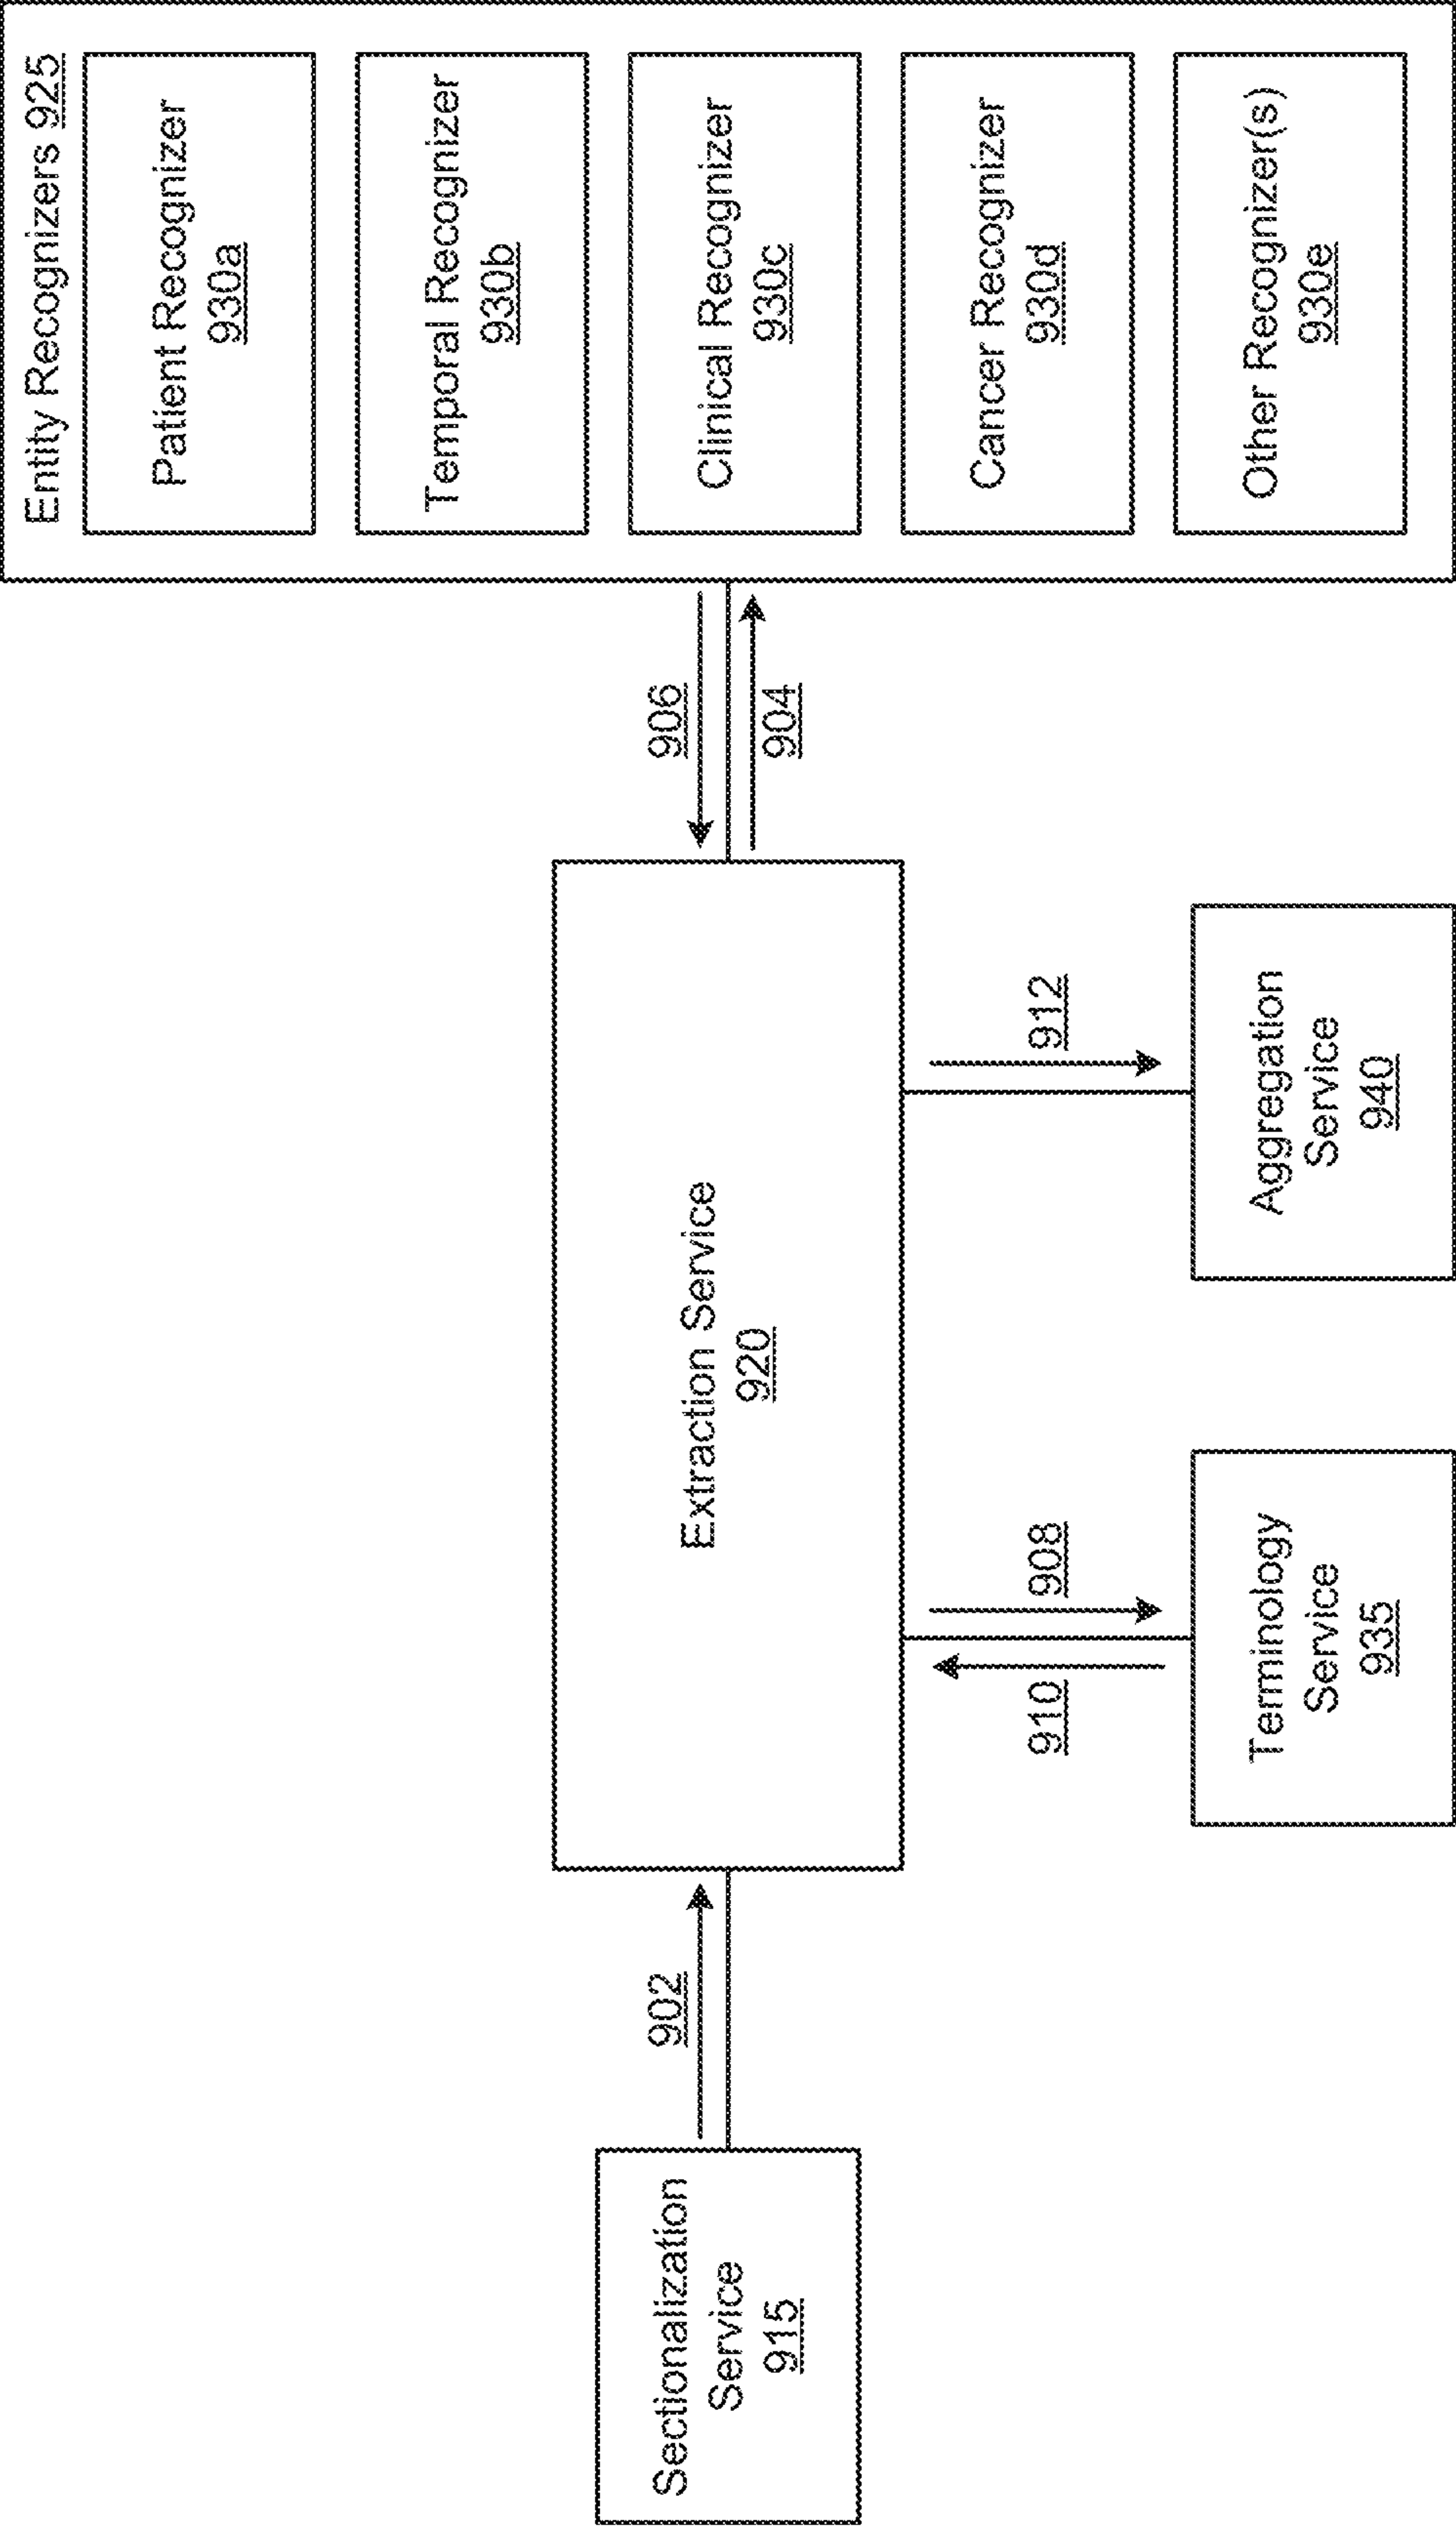 Sectionalization
Service
915
902
Extraction Service
920
910
908
Terminology
Service
935
912
Aggregation
Service
940
906
904
Entity Recognizers 925
Patient Recognizer
930a
Temporal Recognizer
930b
Clinical Recognizer
930c
Cancer Recognizer
930d
Other Recognizer(s)
930e